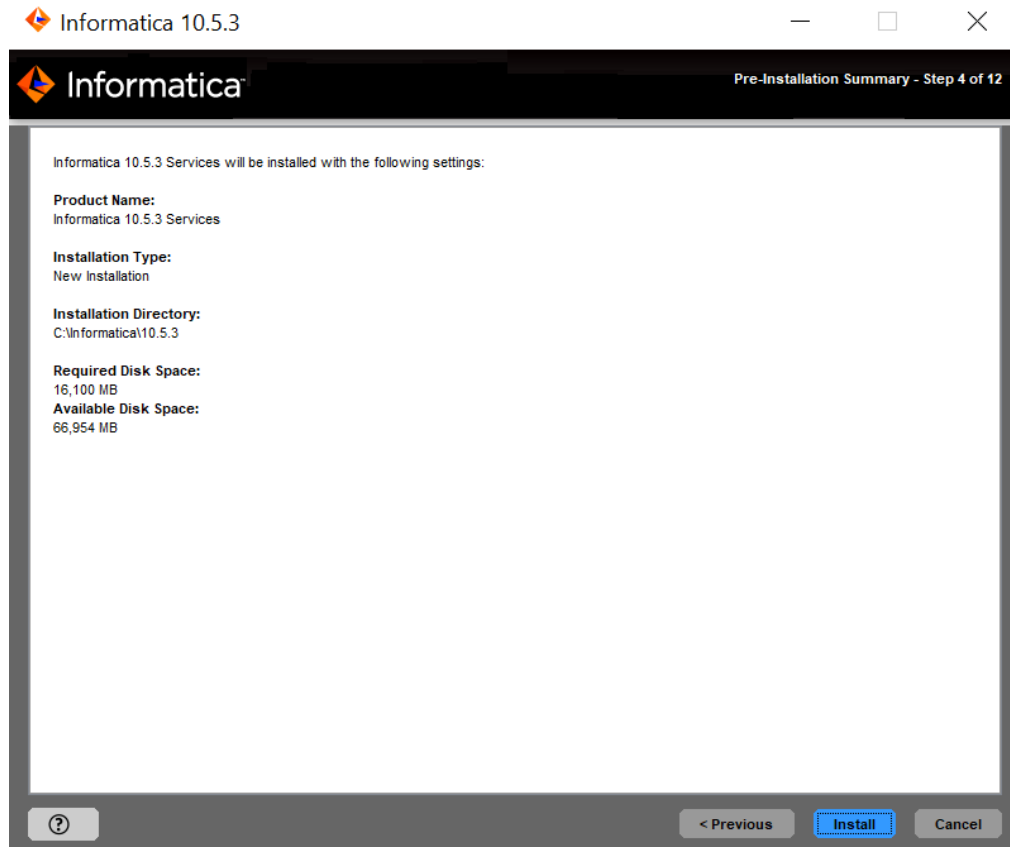 Informatica 10.5.3
Informatica
Pre-Installation Summary - Step 4 of 12
Informatica 10.5.3 Services will be installed with the following settings:
Product Name:
Informatica 10.5.3 Services
Installation Type:
New Installation
Installation Directory:
C:\Informatica\10.5.3
Required Disk Space:
16,100 MB
Available Disk Space:
66,954 MB
?
< Previous
Install
Cancel